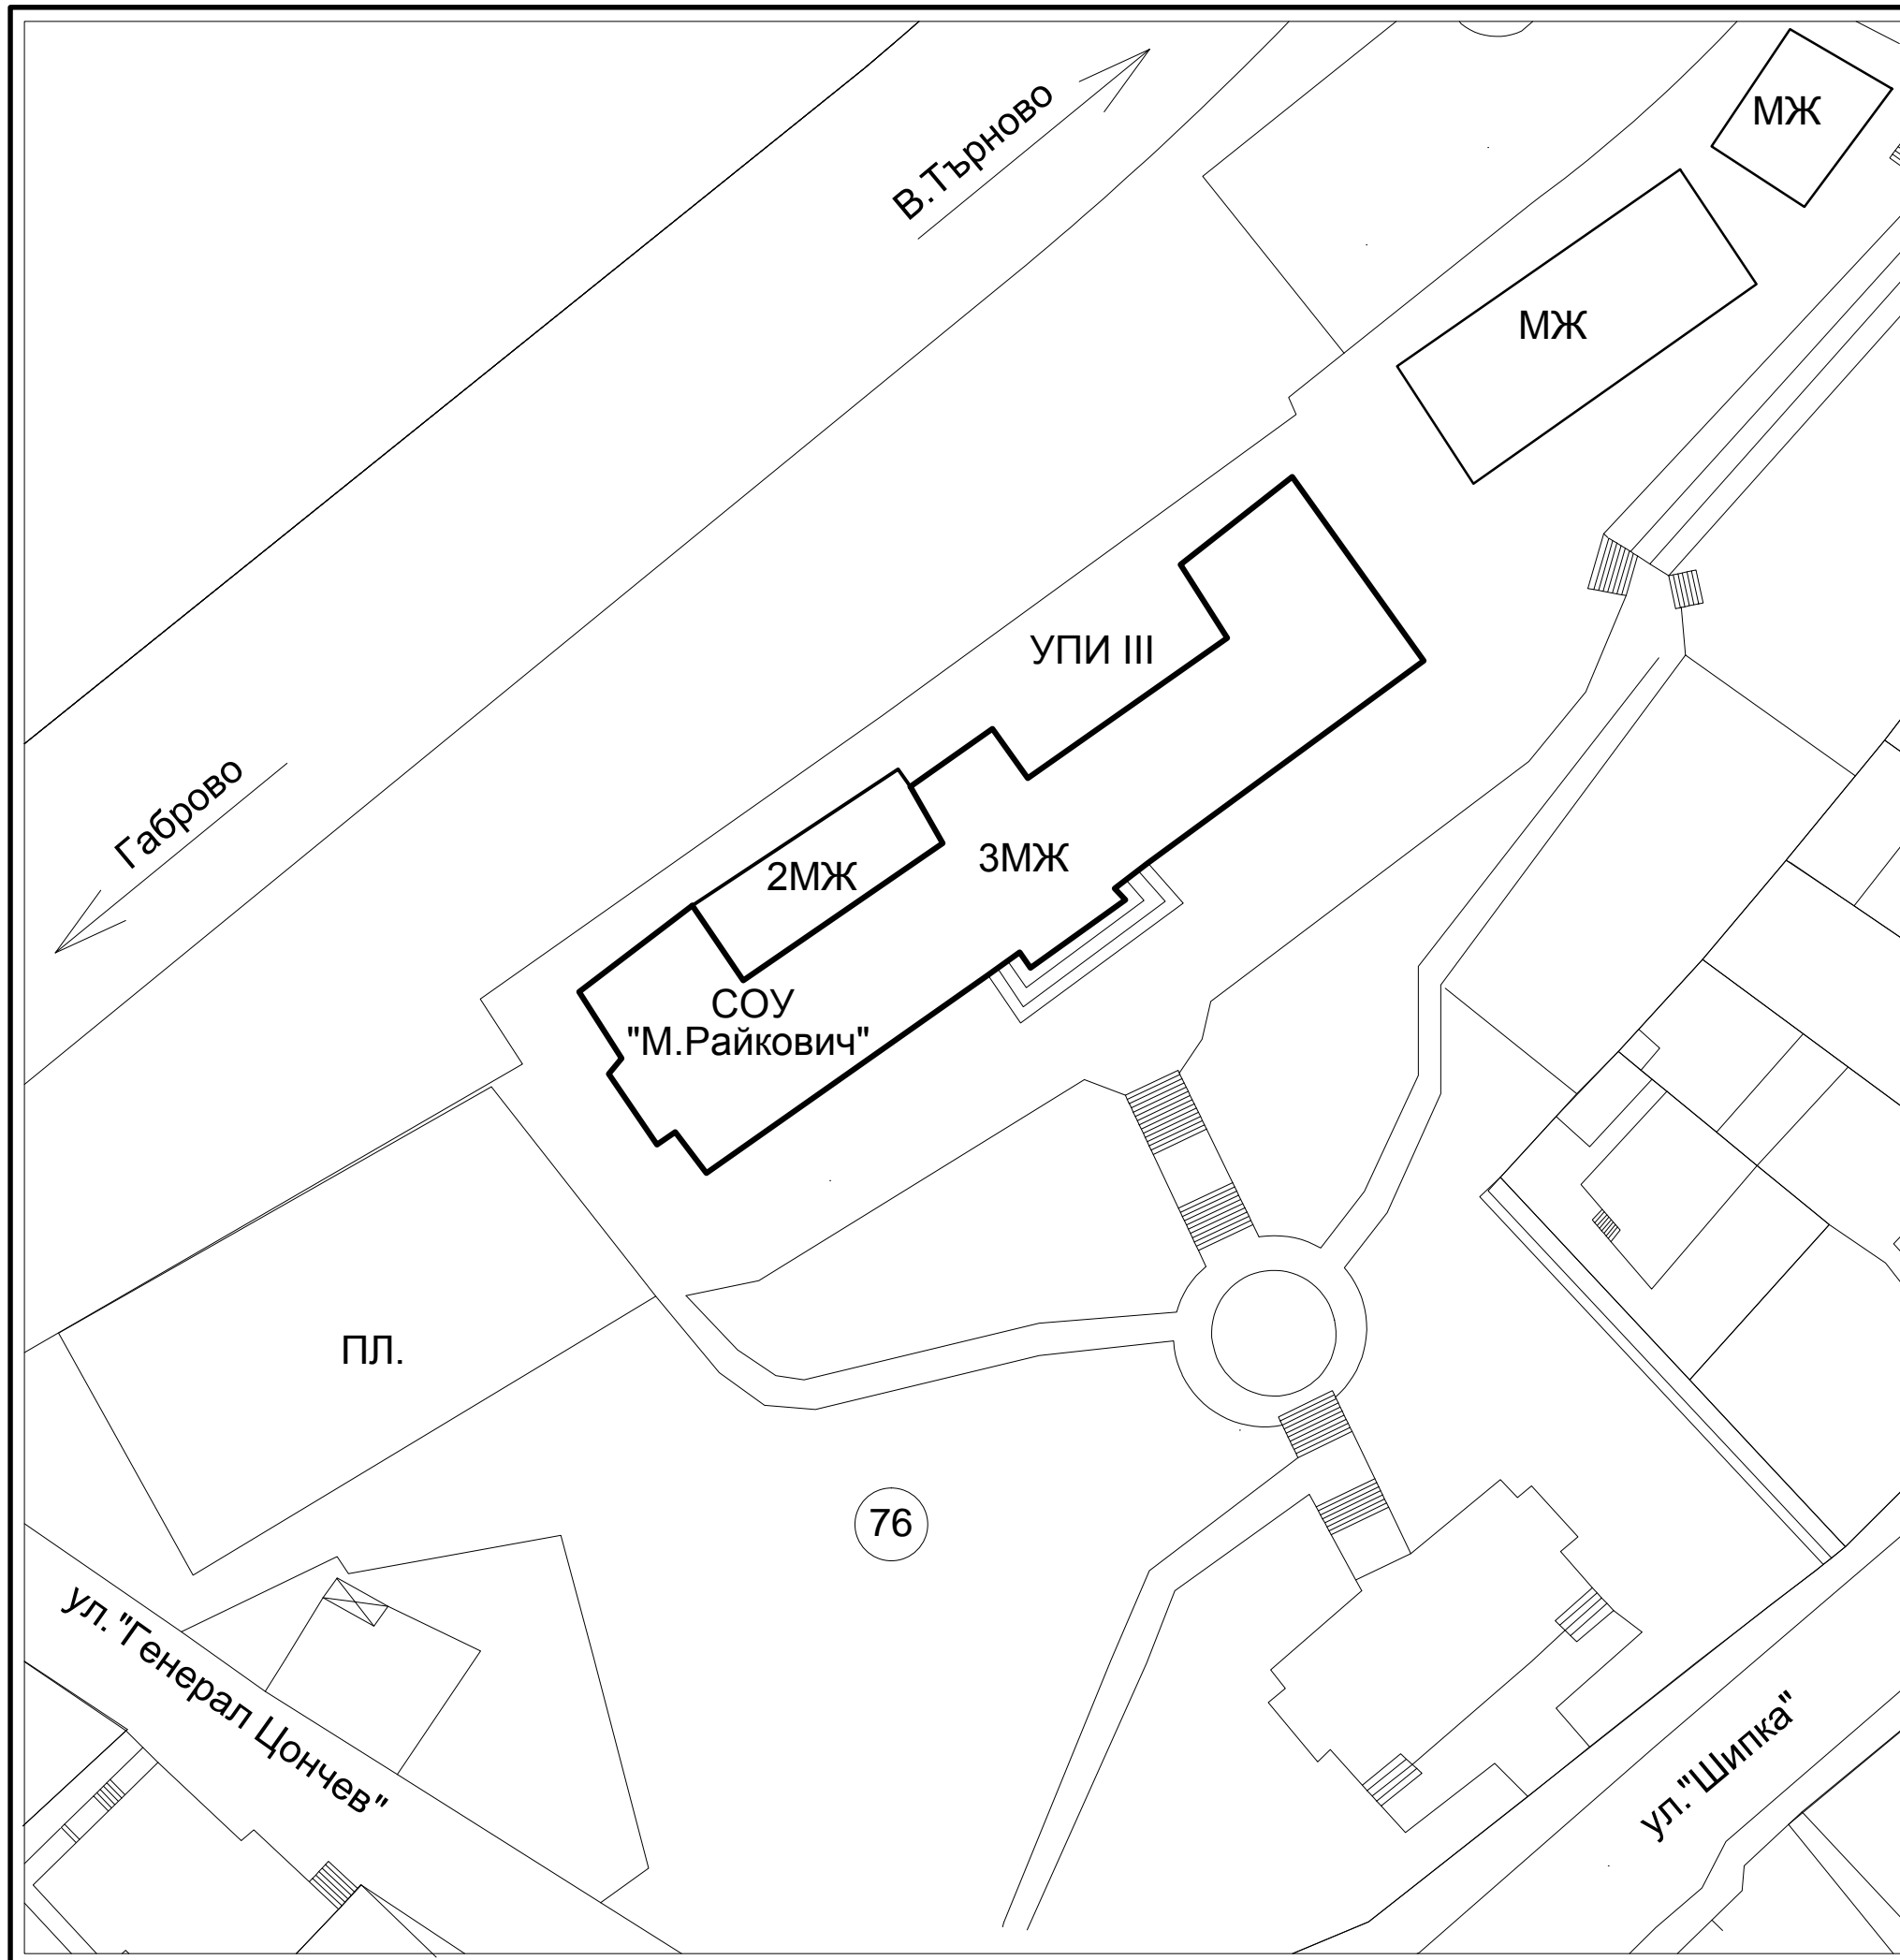 МЖ
В.Търново
МЖ
УПИ III
Габрово
3МЖ
2МЖ
СОУ
"М.Райкович"
ПЛ.
76
ул. "Генерал Цончев"
ул. "Шипка"